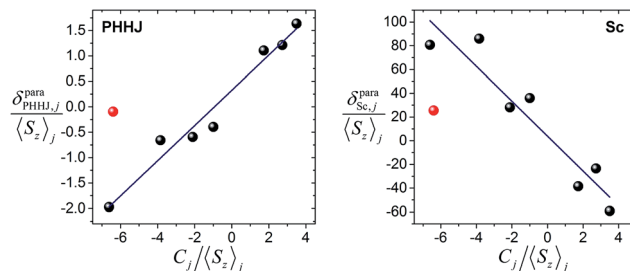 PHHJ
1.5
1.0
0.5
0.0
-0.5
-1.0
-1.5
-2.0
δ^para_PHHJ,j
⟨S_z⟩_j
-6 -4 -2 0 2 4
C_j/⟨S_z⟩_j
Sc
100
80
60
40
20
0
-20
-40
-60
δ^para_Sc,j
⟨S_z⟩_j
-6 -4 -2 0 2 4
C_j/⟨S_z⟩_j